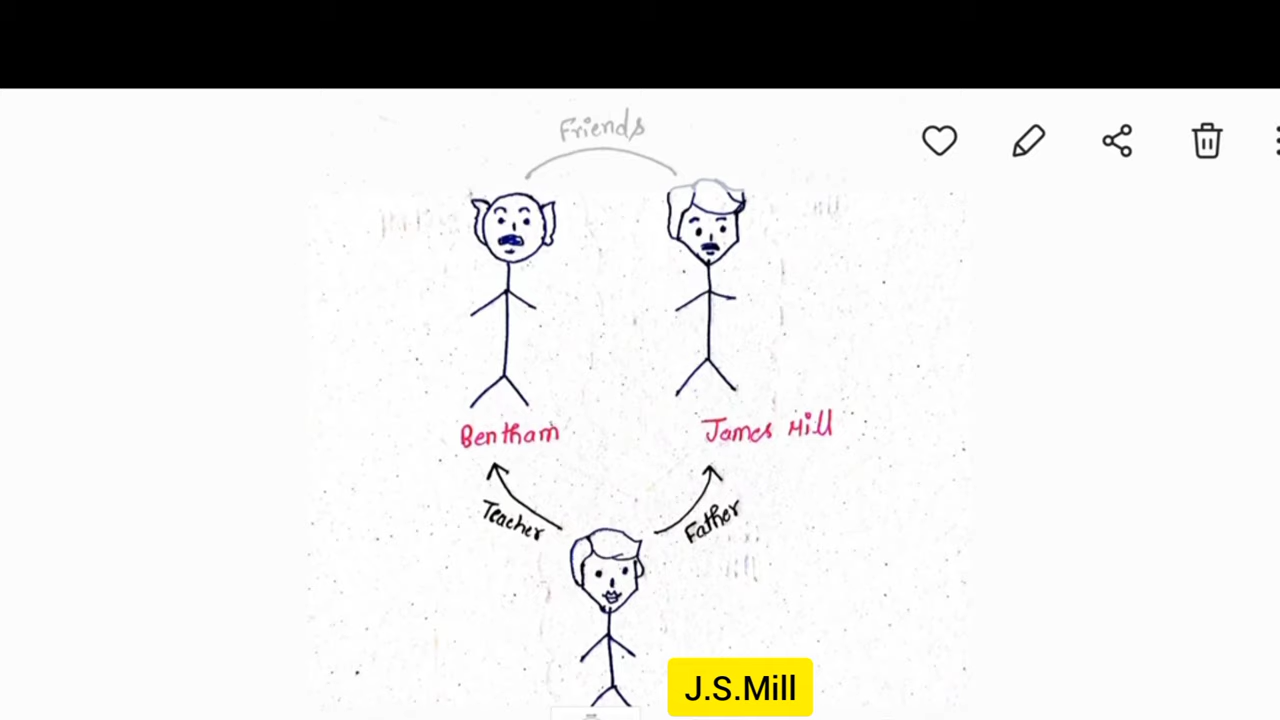 Friends
Bentham
James Mill
Teacher
Father
J.S.Mill